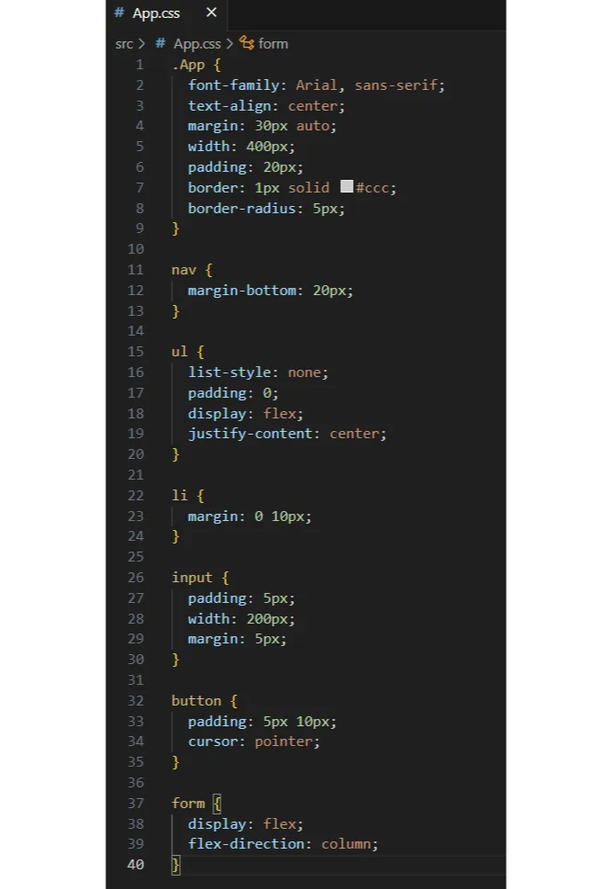 # App.css ×
src > # App.css > form
1 .App {
2 font-family: Arial, sans-serif;
3 text-align: center;
4 margin: 30px auto;
5 width: 400px;
6 padding: 20px;
7 border: 1px solid #ccc;
8 border-radius: 5px;
9 }
10
11 nav {
12 margin-bottom: 20px;
13 }
14
15 ul {
16 list-style: none;
17 padding: 0;
18 display: flex;
19 justify-content: center;
20 }
21
22 li {
23 margin: 0 10px;
24 }
25
26 input {
27 padding: 5px;
28 width: 200px;
29 margin: 5px;
30 }
31
32 button {
33 padding: 5px 10px;
34 cursor: pointer;
35 }
36
37 form {
38 display: flex;
39 flex-direction: column;
40 }